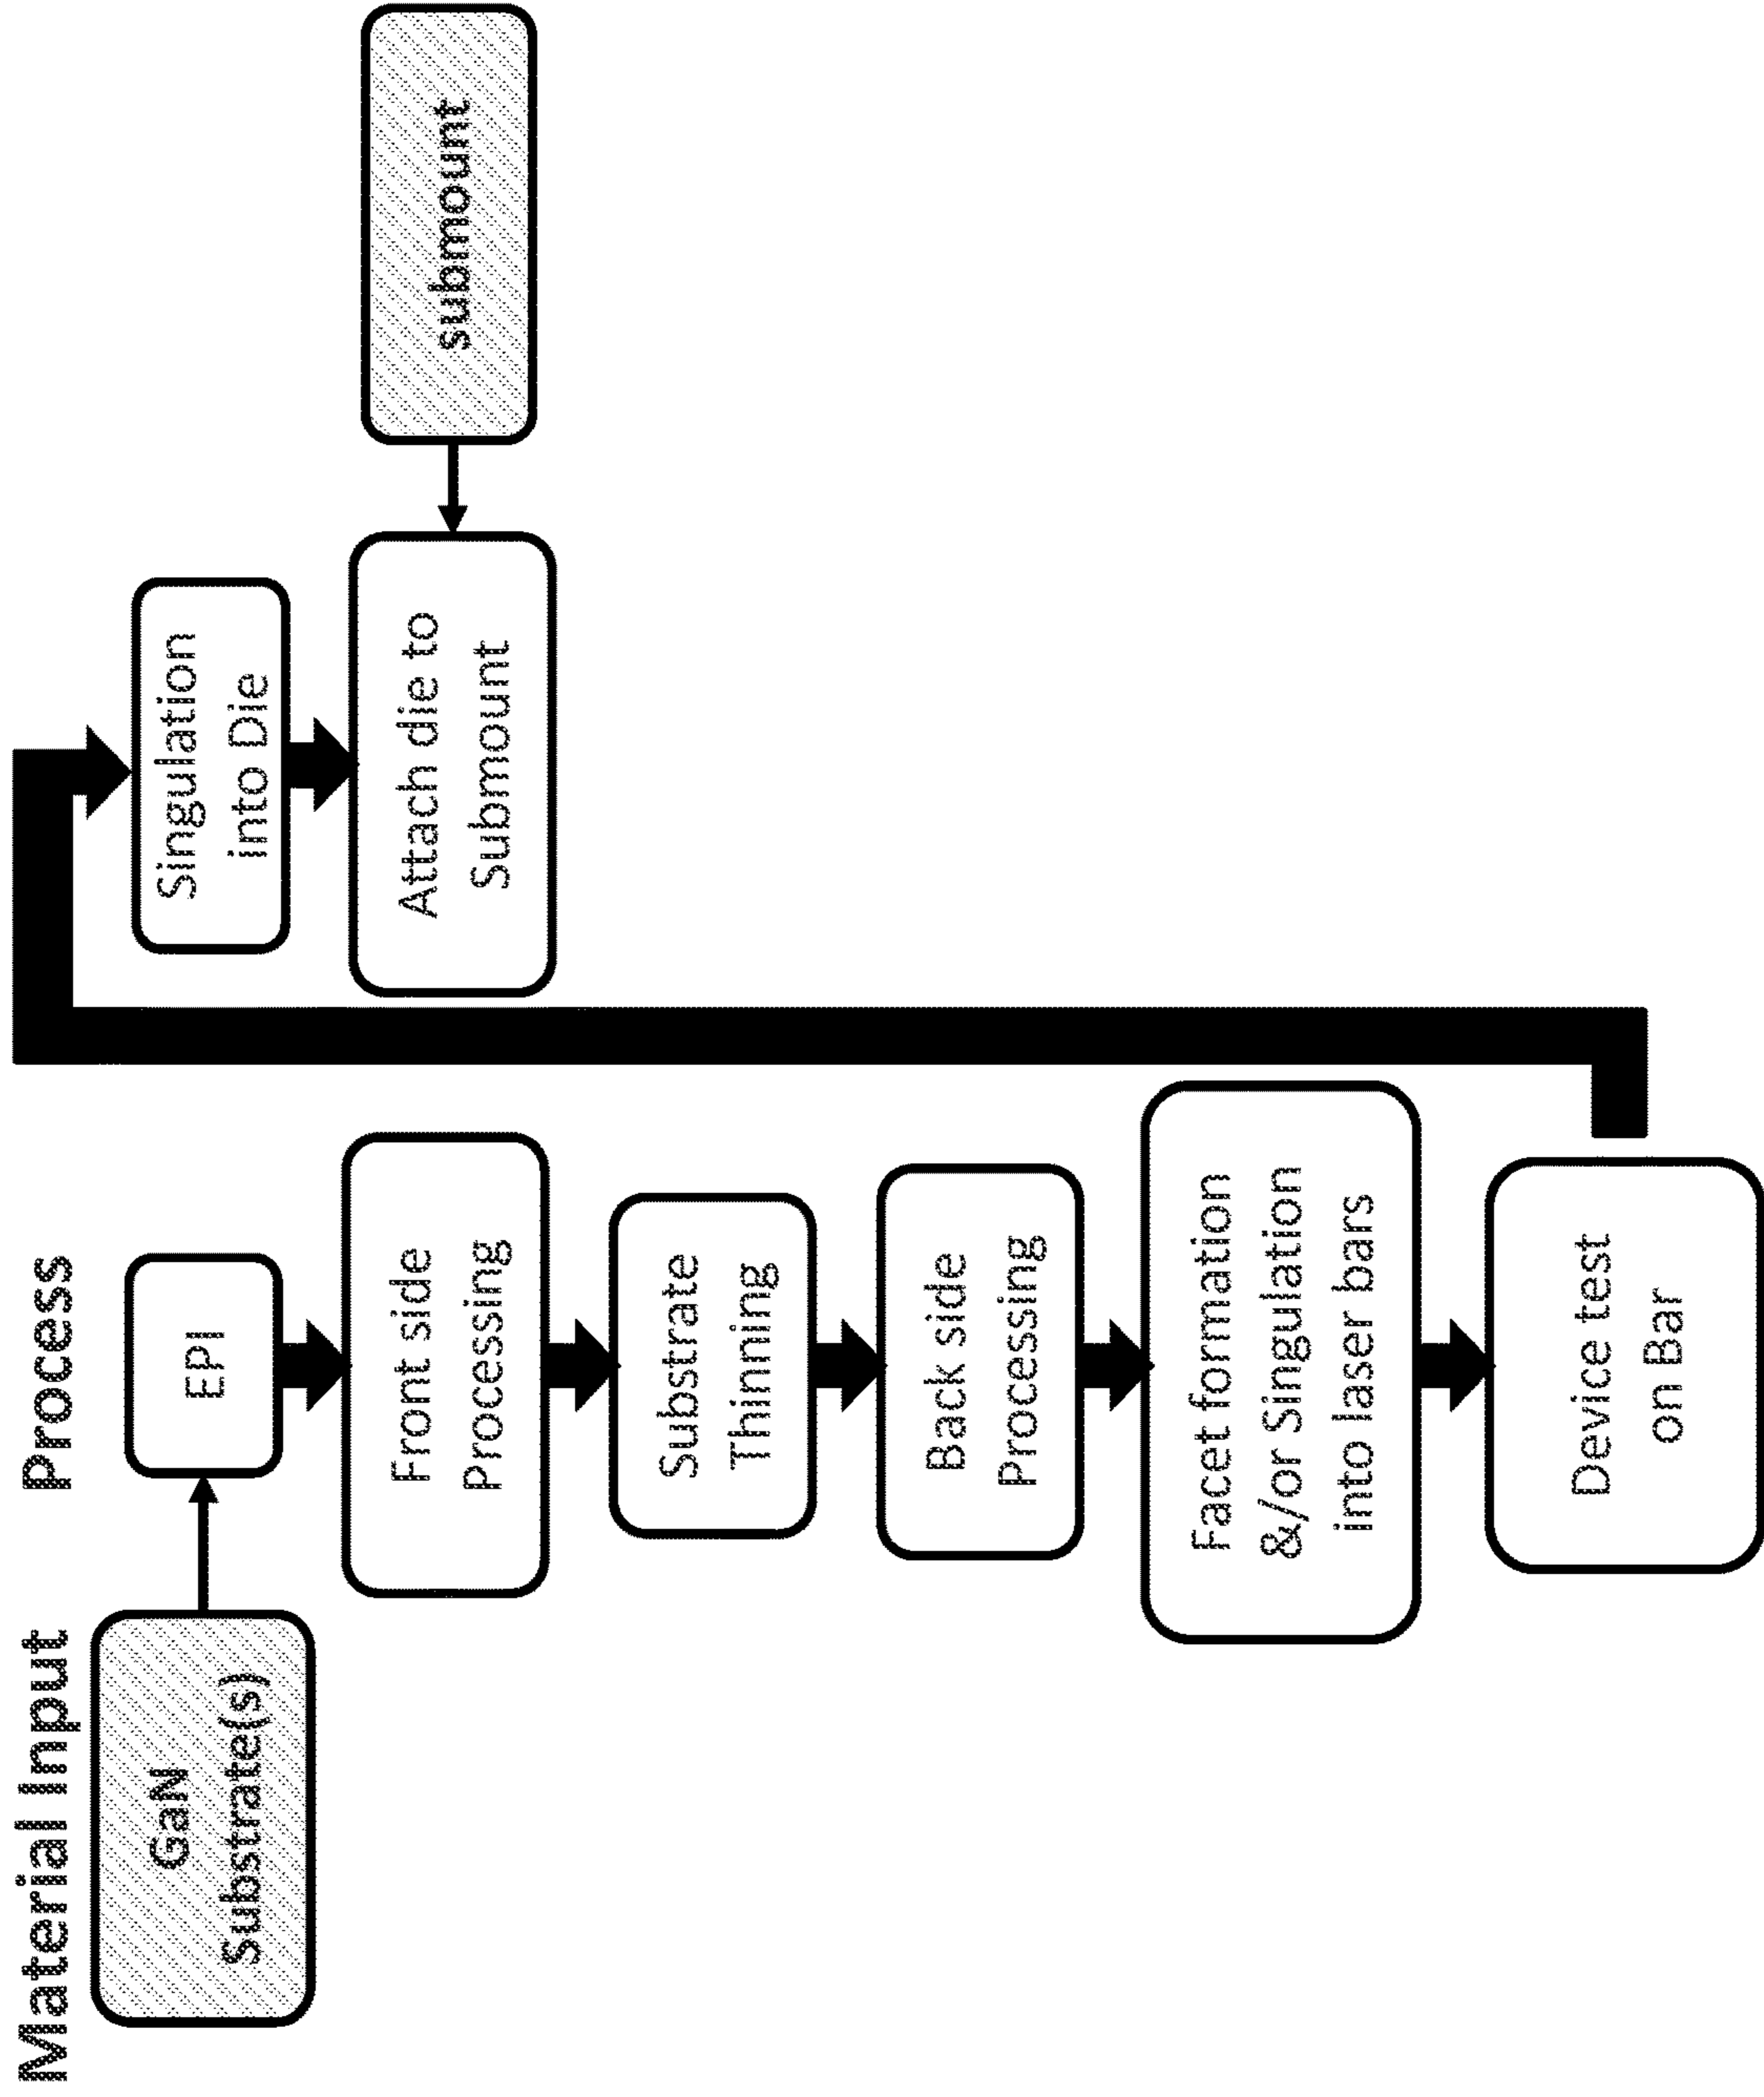 Material Input
Process
GaN
Substrate(s)
EPI
Front side
Processing
Substrate
Thinning
Back side
Processing
Facet formation
&/or Singulation
into laser bars
Device test
on Bar
Singulation
into Die
Attach die to
Submount
submount